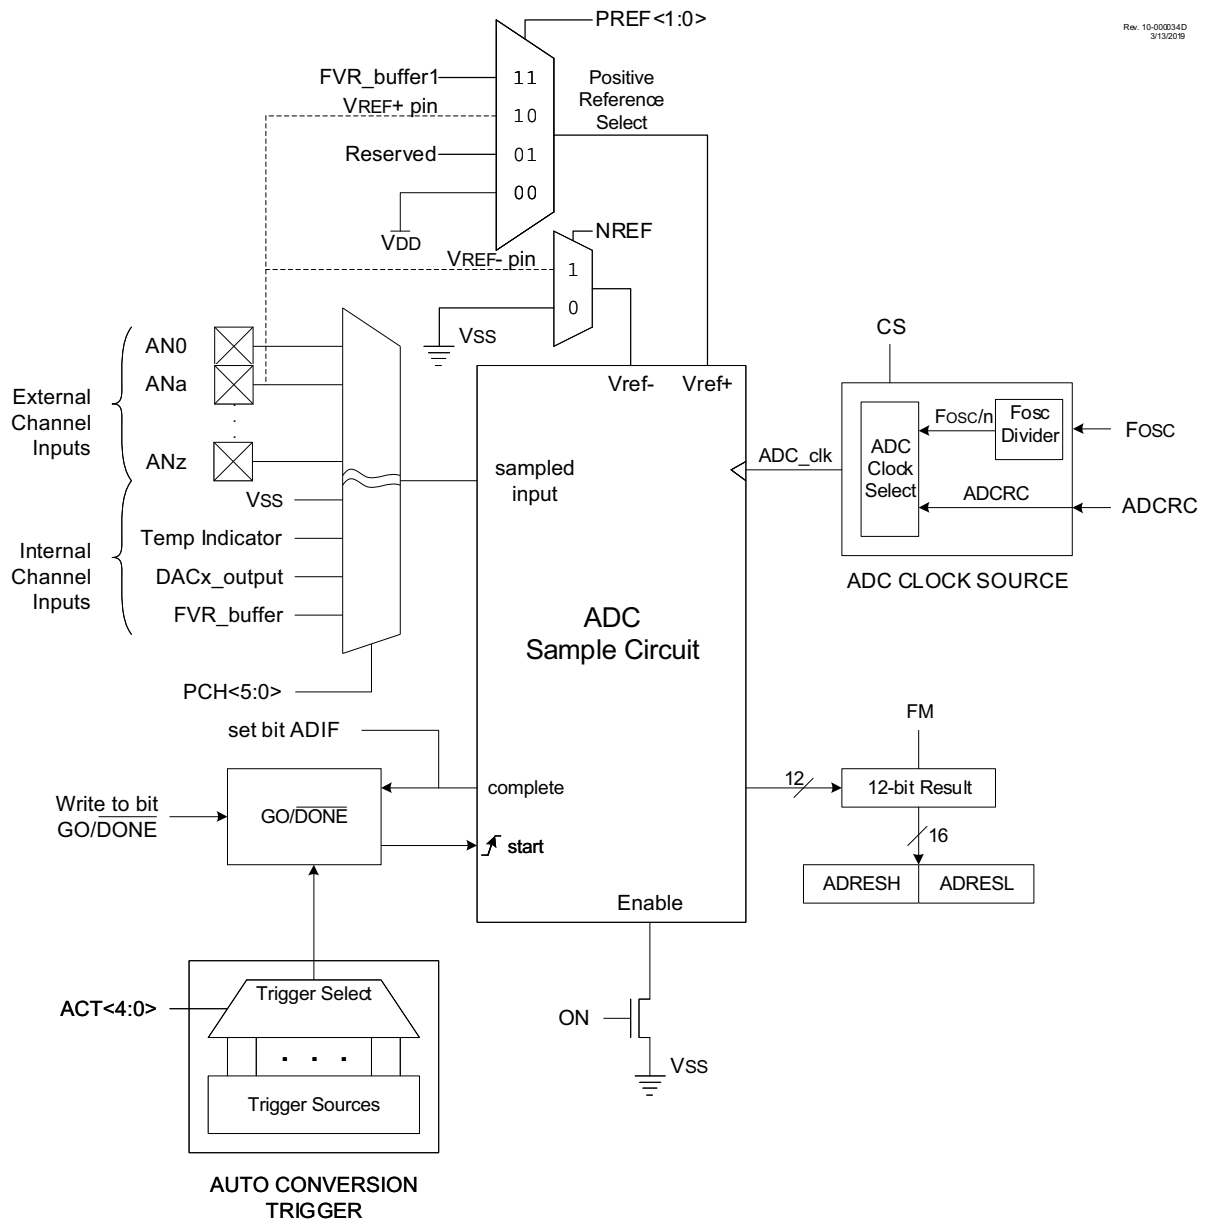 Rev. 10-000034D
3/13/2019
PREF<1:0>
FVR_buffer1
11
Positive
Reference
Select
VREF+ pin
10
Reserved
01
00
VDD
NREF
VREF- pin
1
0
VSS
External
Channel
Inputs
AN0
ANa
ANz
Internal
Channel
Inputs
VSS
Temp Indicator
DACx_output
FVR_buffer
PCH<5:0>
Vref-
Vref+
sampled
input
ADC
Sample Circuit
complete
start
Enable
CS
ADC
Clock
Select
FOSC/n
Fosc
Divider
FOSC
ADC_clk
ADCRC
ADCRC
ADC CLOCK SOURCE
set bit ADIF
Write to bit
GO/DONE
GO/DONE
FM
12
12-bit Result
16
ADRESH
ADRESL
ACT<4:0>
Trigger Select
. . .
Trigger Sources
AUTO CONVERSION
TRIGGER
ON
VSS